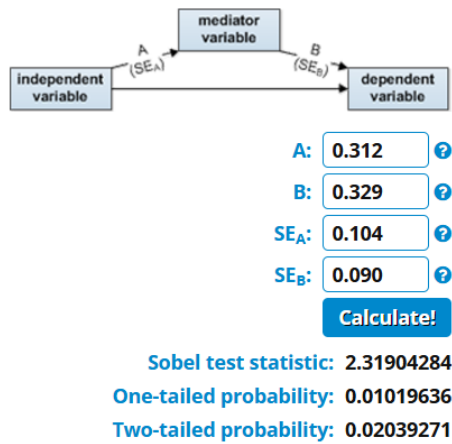 mediator
variable
A
(SEA)
B
(SEB)
independent
variable
dependent
variable
A: 0.312 ?
B: 0.329 ?
SEA: 0.104 ?
SEB: 0.090 ?
Calculate!
Sobel test statistic: 2.31904284
One-tailed probability: 0.01019636
Two-tailed probability: 0.02039271